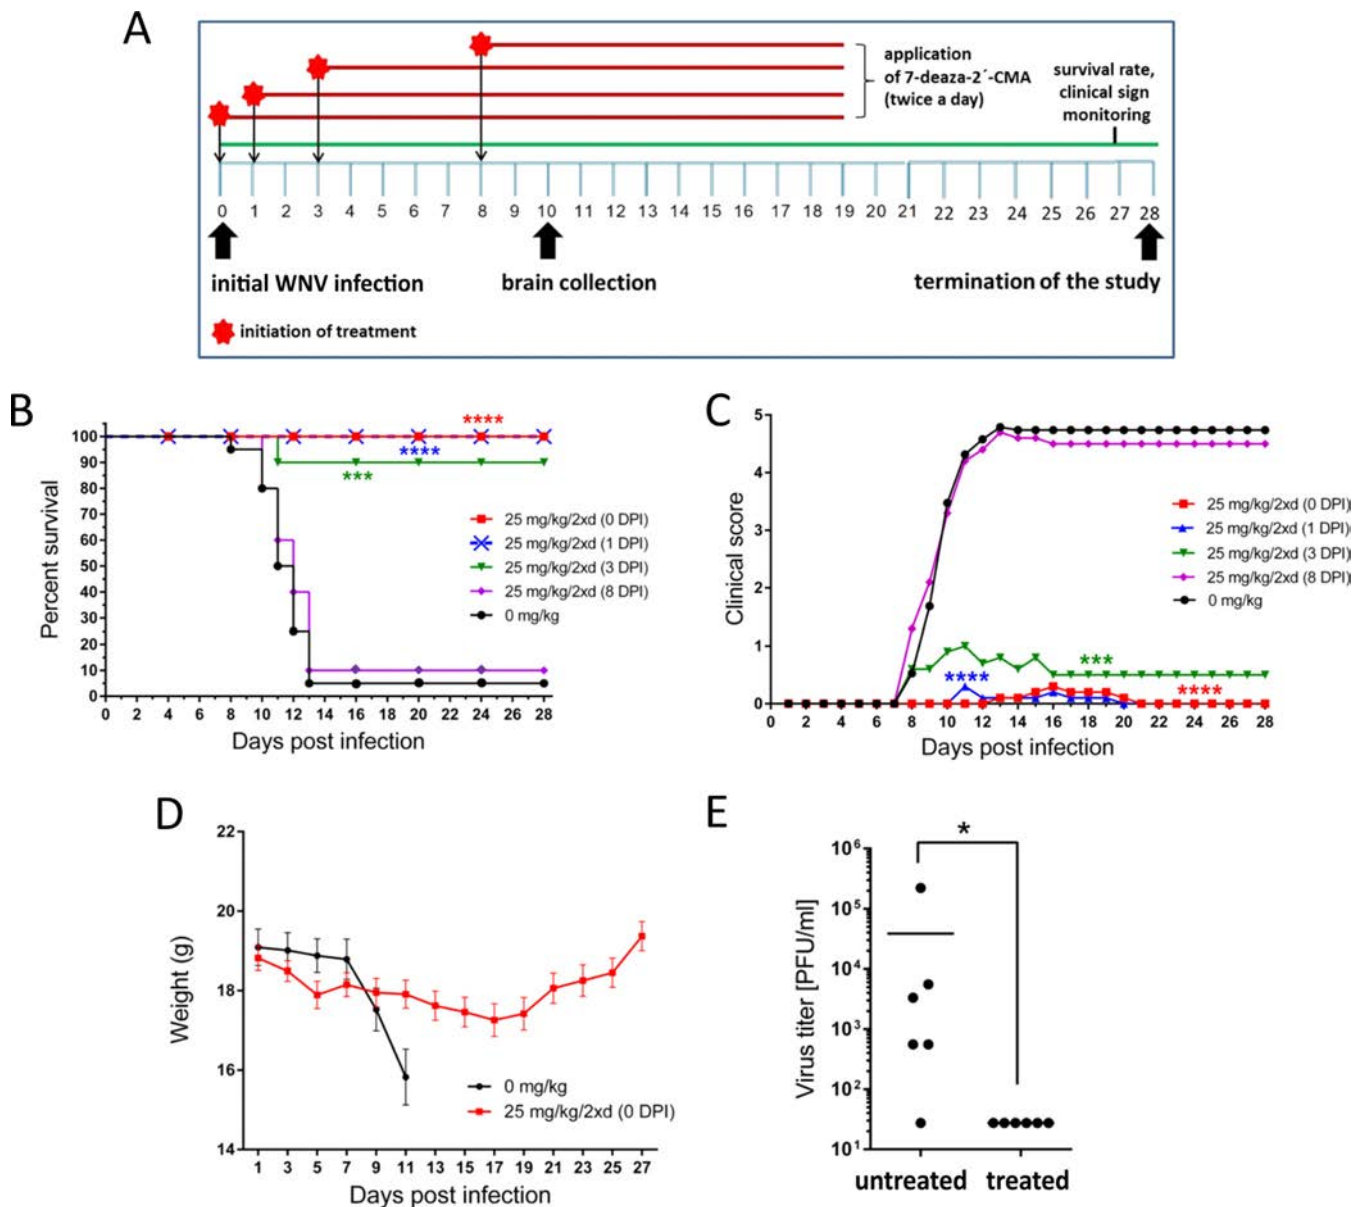 A
application
of 7-deaza-2´-CMA
(twice a day)
survival rate,
clinical sign
monitoring
0 1 2 3 4 5 6 7 8 9 10 11 12 13 14 15 16 17 18 19 20 21 22 23 24 25 26 27 28
initial WNV infection
brain collection
termination of the study
initiation of treatment
B
Percent survival
100
90
80
70
60
50
40
30
20
10
0
****
****
***
25 mg/kg/2xd (0 DPI)
25 mg/kg/2xd (1 DPI)
25 mg/kg/2xd (3 DPI)
25 mg/kg/2xd (8 DPI)
0 mg/kg
0 2 4 6 8 10 12 14 16 18 20 22 24 26 28
Days post infection
C
Clinical score
5
4
3
2
1
0
25 mg/kg/2xd (0 DPI)
25 mg/kg/2xd (1 DPI)
25 mg/kg/2xd (3 DPI)
25 mg/kg/2xd (8 DPI)
0 mg/kg
****
***
****
0 2 4 6 8 10 12 14 16 18 20 22 24 26 28
Days post infection
D
Weight (g)
22
20
18
16
14
0 mg/kg
25 mg/kg/2xd (0 DPI)
1 3 5 7 9 11 13 15 17 19 21 23 25 27
Days post infection
E
Virus titer [PFU/ml]
*
10⁶
10⁵
10⁴
10³
10²
10¹
untreated treated